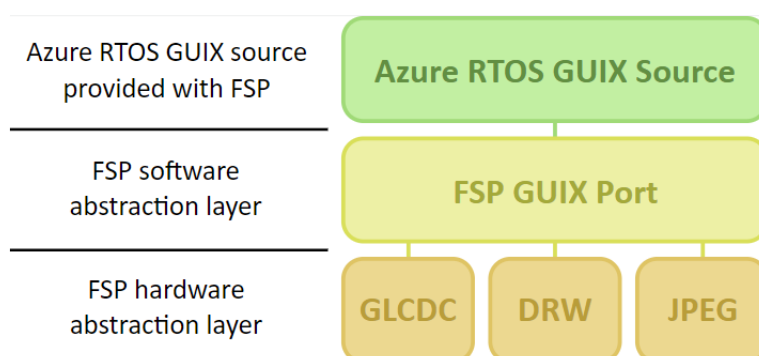 Azure RTOS GUIX source
provided with FSP
Azure RTOS GUIX Source
FSP software
abstraction layer
FSP GUIX Port
FSP hardware
abstraction layer
GLCDC
DRW
JPEG